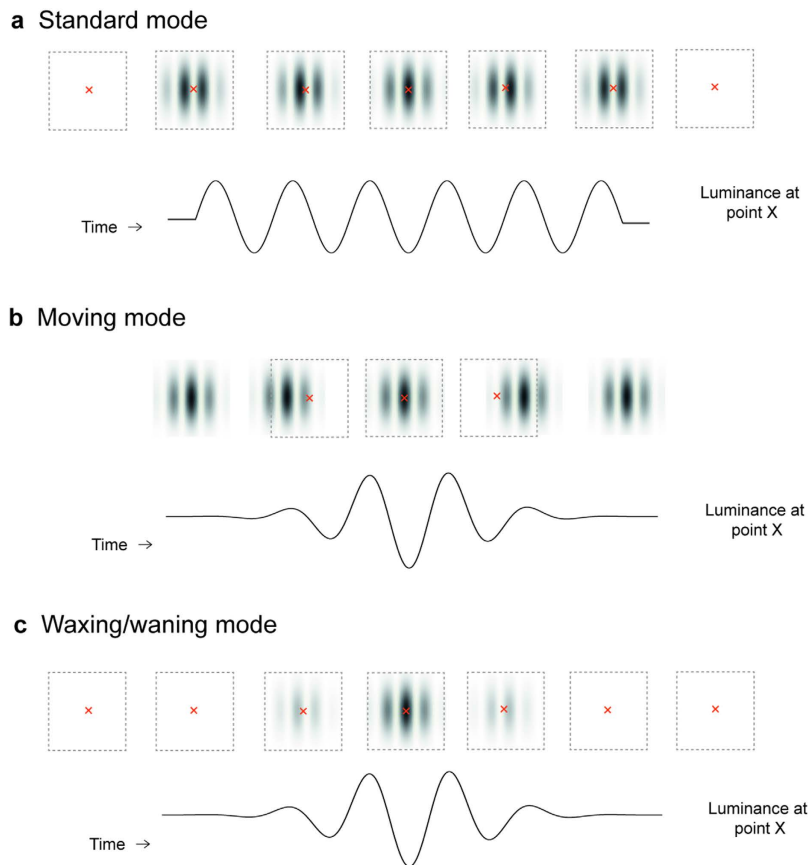 a Standard mode
Luminance at
point X
Time →
b Moving mode
Luminance at
point X
Time →
c Waxing/waning mode
Luminance at
point X
Time →